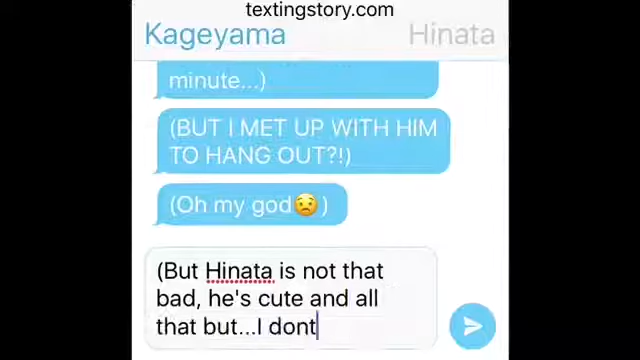 textingstory.com
Kageyama Hinata
minute...)
(BUT I MET UP WITH HIM
TO HANG OUT?!)
(Oh my god😟)
(But Hinata is not that
bad, he's cute and all
that but...I dont